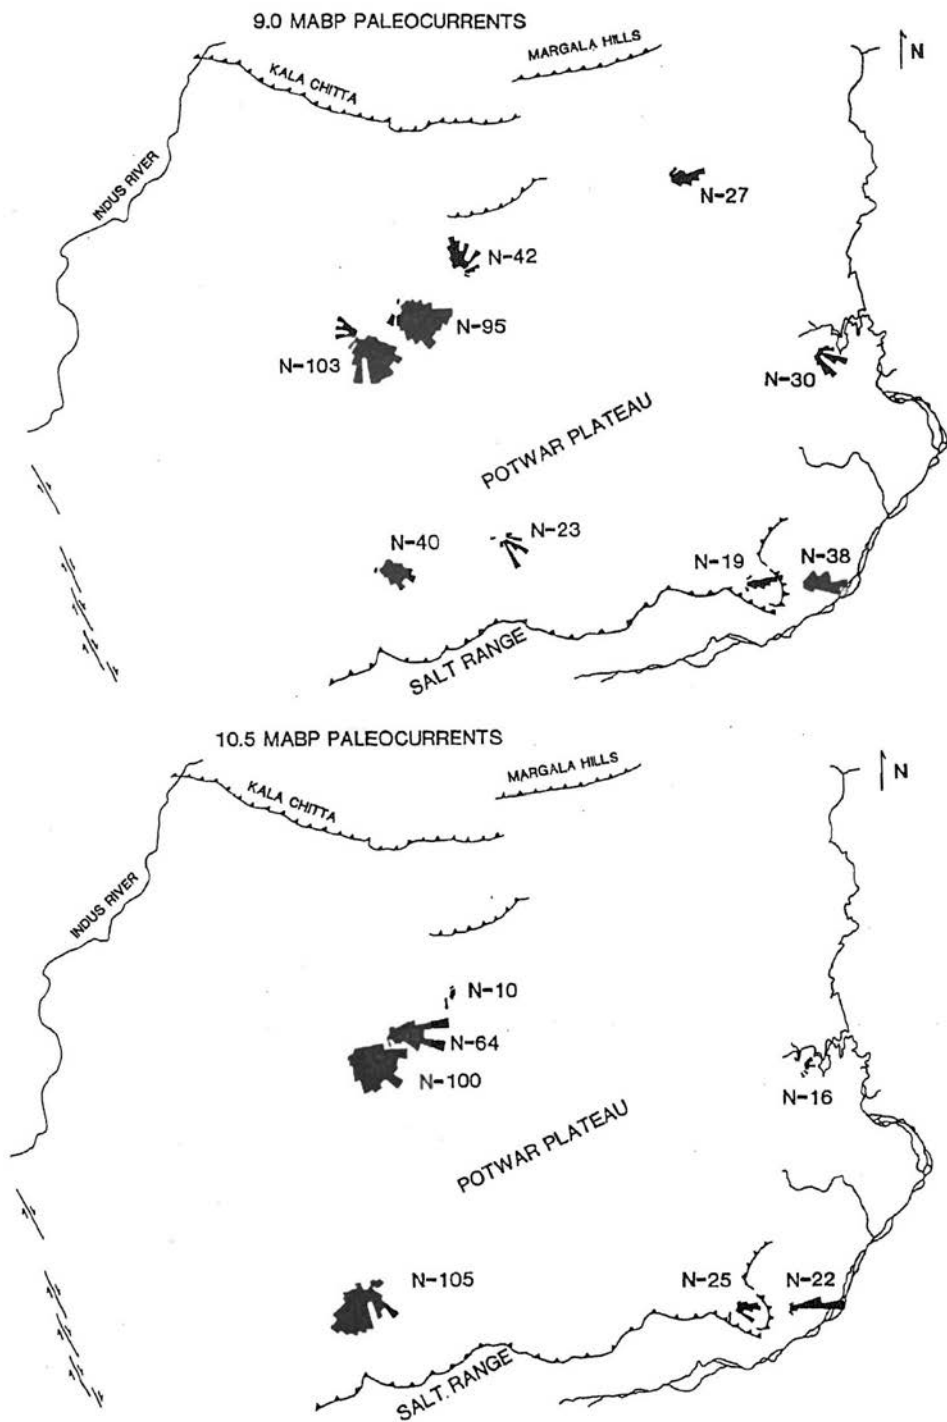 9.0 MABP PALEOCURRENTS
MARGALA HILLS
N
KALA CHITTA
INDUS RIVER
N-27
N-42
N-95
N-103
N-30
POTWAR PLATEAU
N-40
N-23
N-19
N-38
SALT RANGE
10.5 MABP PALEOCURRENTS
MARGALA HILLS
N
KALA CHITTA
INDUS RIVER
N-10
N-64
N-100
N-16
POTWAR PLATEAU
N-105
N-25
N-22
SALT. RANGE